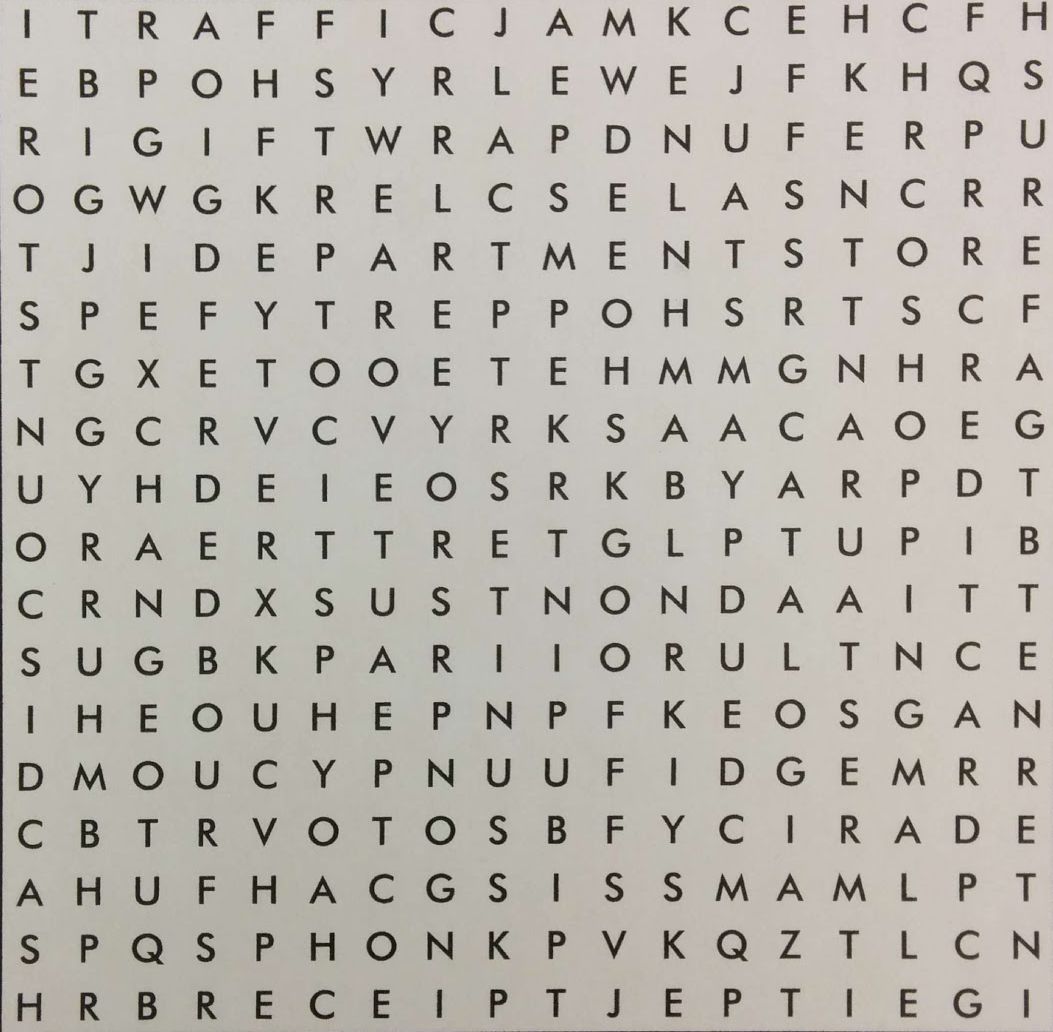 I T R A F F I C J A M K C E H C F H
E B P O H S Y R L E W E J F K H Q S
R I G I F T W R A P D N U F E R P U
O G W G K R E L C S E L A S N C R R
T J I D E P A R T M E N T S T O R E
S P E F Y T R E P P O H S R T S C F
T G X E T O O E T E H M M G N H R A
N G C R V C V Y R K S A A C A O E G
U Y H D E I E O S R K B Y A R P D T
O R A E R T T R E T G L P T U P I B
C R N D X S U S T N O N D A A I T T
S U G B K P A R I I O R U L T N C E
I H E O U H E P N P F K E O S G A N
D M O U C Y P N U U F I D G E M R R
C B T R V O T O S B F Y C I R A D E
A H U F H A C G S I S S M A M L P T
S P Q S P H O N K P V K Q Z T L C N
H R B R E C E I P T J E P T I E G I